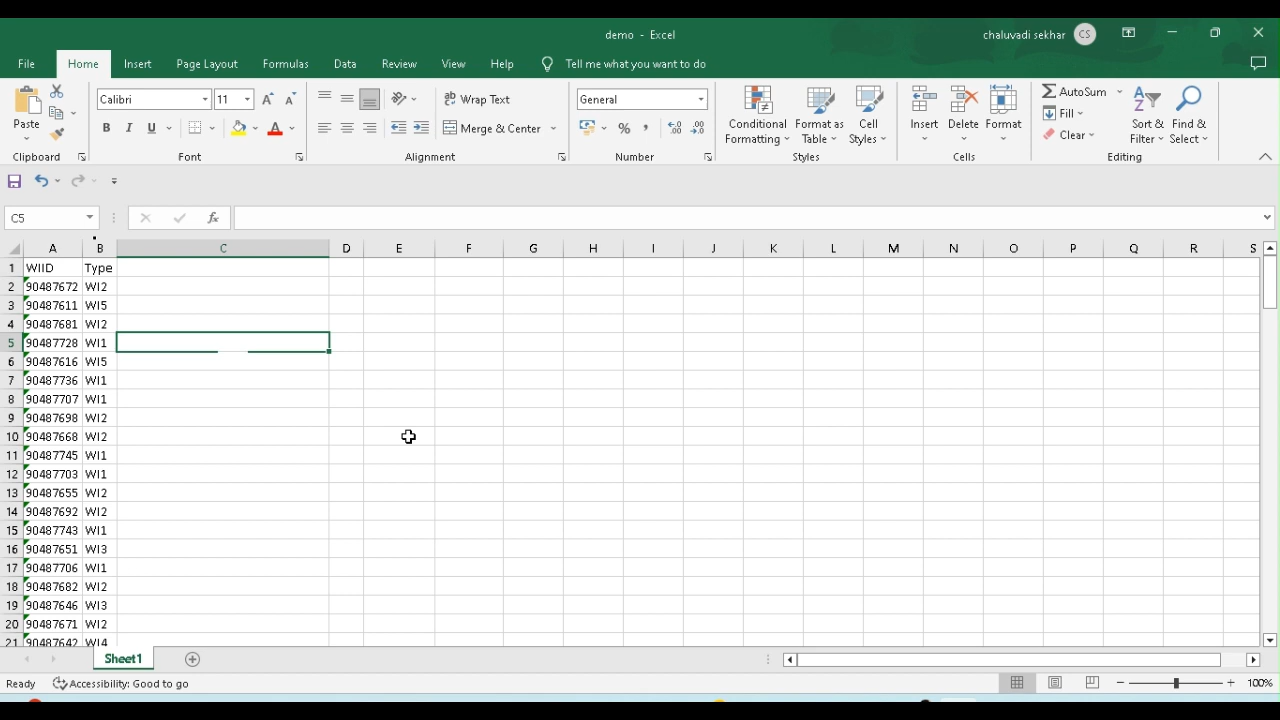 demo - Excel
chaluvadi sekhar CS
File Home Insert Page Layout Formulas Data Review View Help Tell me what you want to do
Paste
Clipboard
Calibri 11
B I U A
Font
Wrap Text
Merge & Center
Alignment
General
%
Number
Conditional Formatting
Format as Table
Cell Styles
Styles
Insert Delete Format
Cells
AutoSum
Fill
Clear
Sort & Filter
Find & Select
Editing
C5 fx
A B C D E F G H I J K L M N O P Q R S
1 WIID Type
2 90487672 WI2
3 90487611 WI5
4 90487681 WI2
5 90487728 WI1
6 90487616 WI5
7 90487736 WI1
8 90487707 WI1
9 90487698 WI2
10 90487668 WI2
11 90487745 WI1
12 90487703 WI1
13 90487655 WI2
14 90487692 WI2
15 90487743 WI1
16 90487651 WI3
17 90487706 WI1
18 90487682 WI2
19 90487646 WI3
20 90487671 WI2
21 90487642 WI4
Sheet1
Ready Accessibility: Good to go 100%